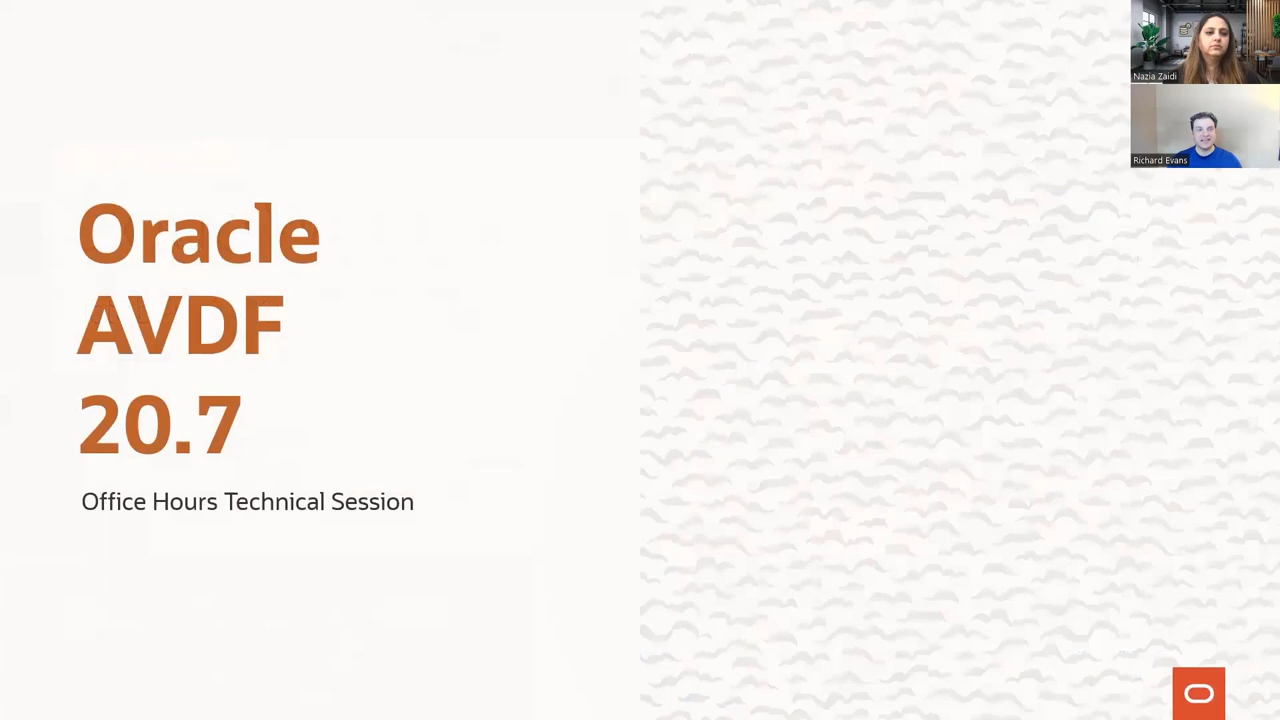 Oracle
AVDF
20.7
Office Hours Technical Session
Nazia Zaidi
Richard Evans